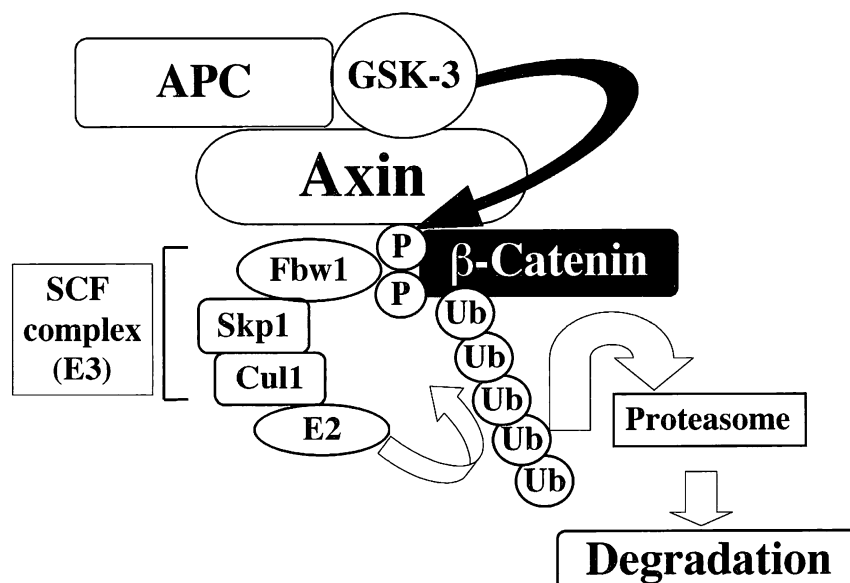 APC
GSK-3
Axin
P
β-Catenin
Fbw1
P
SCF
complex
(E3)
Skp1
Cul1
E2
Ub
Ub
Ub
Ub
Ub
Proteasome
Degradation